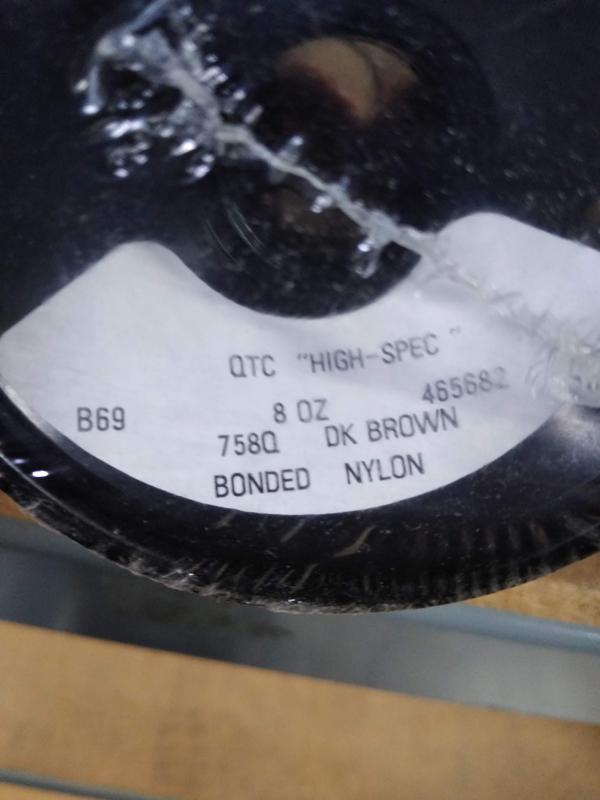 QTC "HIGH-SPEC"
B69 8 OZ 465682
758Q DK BROWN
BONDED NYLON